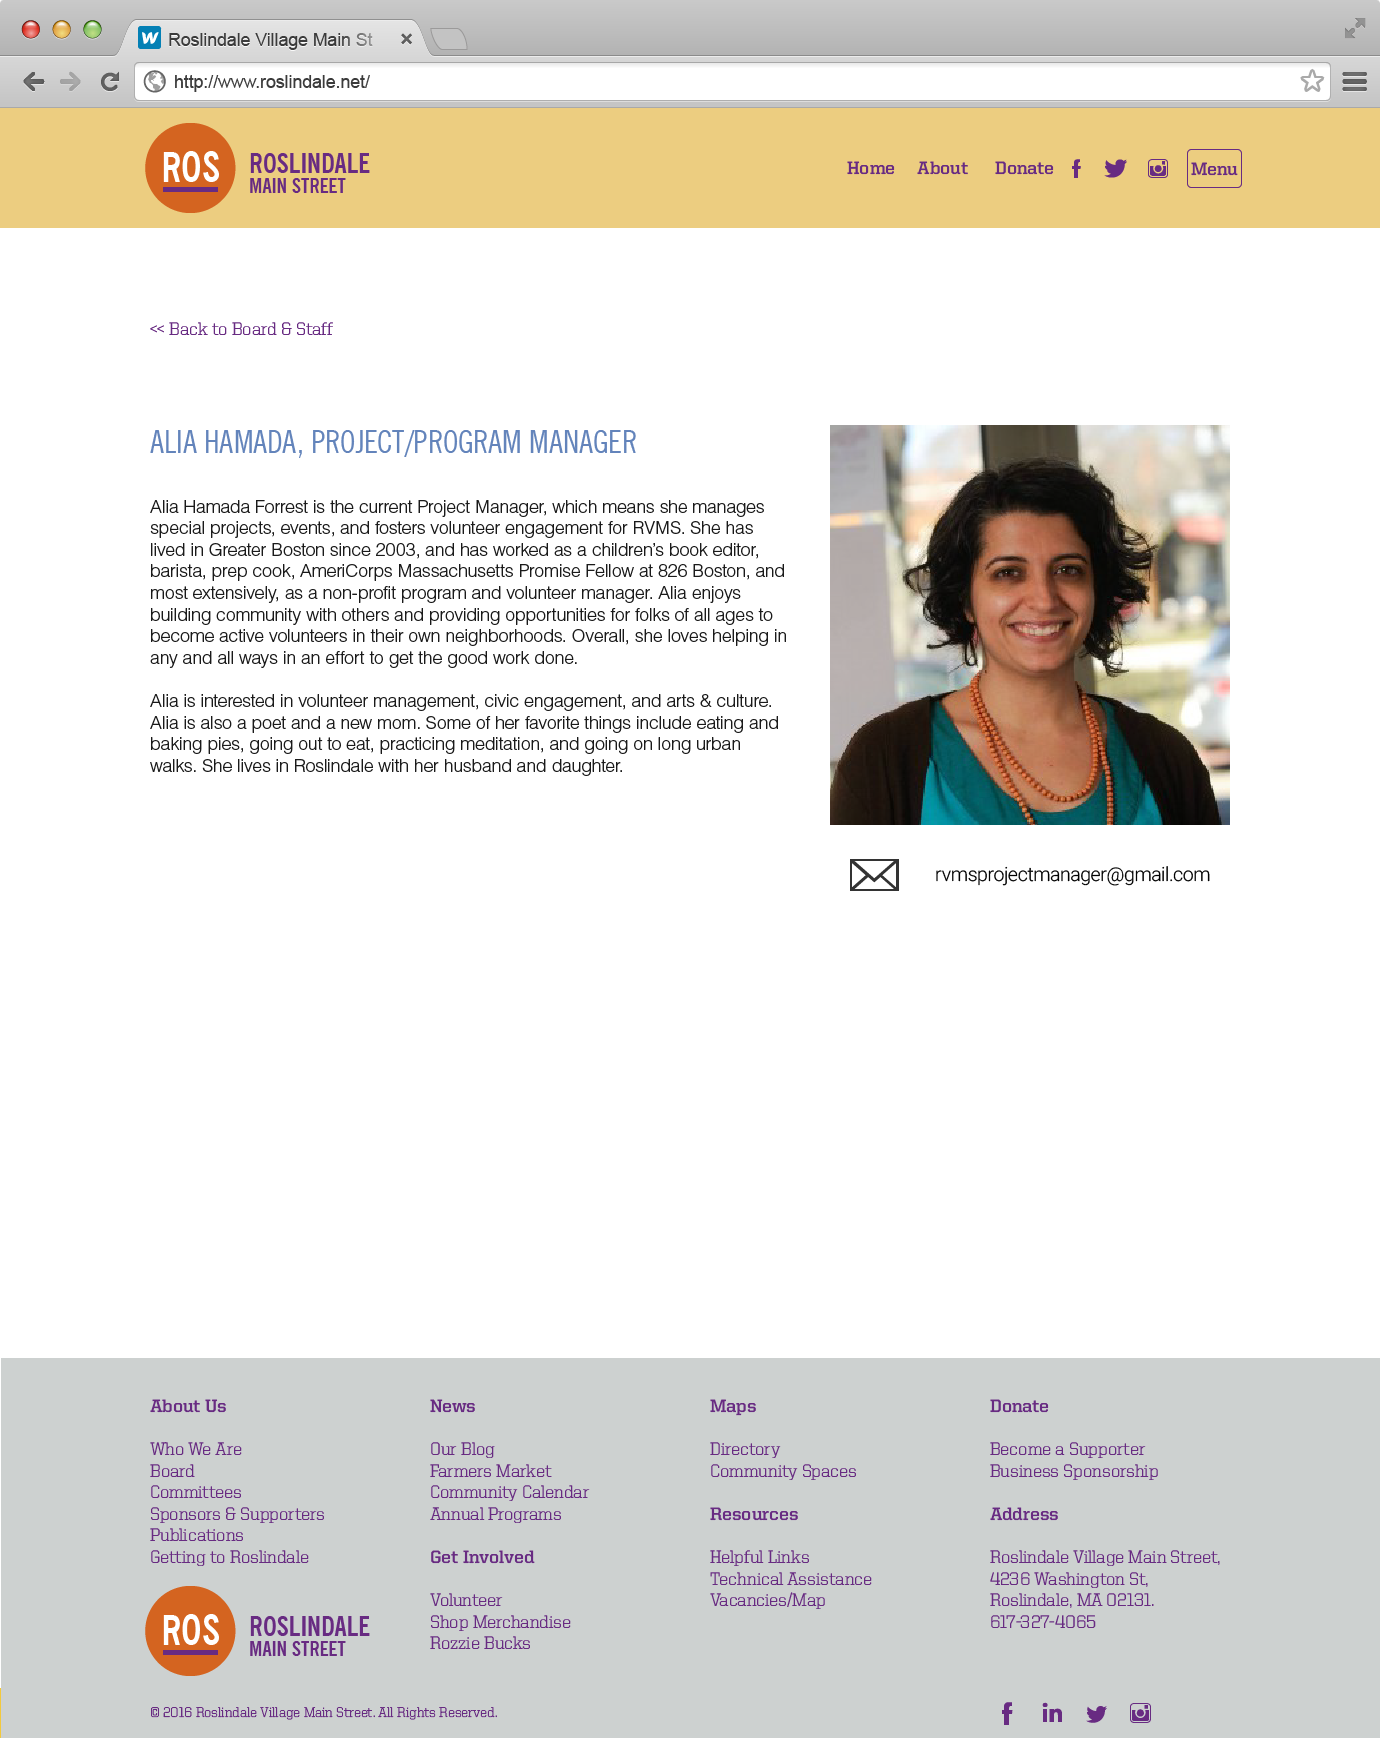 Roslindale Village Main St
http://www.roslindale.net/
ROS
ROSLINDALE
MAIN STREET
Home About Donate Menu
<< Back to Board & Staff
ALIA HAMADA, PROJECT/PROGRAM MANAGER
Alia Hamada Forrest is the current Project Manager, which means she manages
special projects, events, and fosters volunteer engagement for RVMS. She has
lived in Greater Boston since 2003, and has worked as a children's book editor,
barista, prep cook, AmeriCorps Massachusetts Promise Fellow at 826 Boston, and
most extensively, as a non-profit program and volunteer manager. Alia enjoys
building community with others and providing opportunities for folks of all ages to
become active volunteers in their own neighborhoods. Overall, she loves helping in
any and all ways in an effort to get the good work done.
Alia is interested in volunteer management, civic engagement, and arts & culture.
Alia is also a poet and a new mom. Some of her favorite things include eating and
baking pies, going out to eat, practicing meditation, and going on long urban
walks. She lives in Roslindale with her husband and daughter.
rvmsprojectmanager@gmail.com
About Us
Who We Are
Board
Committees
Sponsors & Supporters
Publications
Getting to Roslindale
ROS
ROSLINDALE
MAIN STREET
News
Our Blog
Farmers Market
Community Calendar
Annual Programs
Get Involved
Volunteer
Shop Merchandise
Rozzie Bucks
Maps
Directory
Community Spaces
Resources
Helpful Links
Technical Assistance
Vacancies/Map
Donate
Become a Supporter
Business Sponsorship
Address
Roslindale Village Main Street,
4236 Washington St,
Roslindale, MA 02131.
617-327-4065
© 2016 Roslindale Village Main Street. All Rights Reserved.